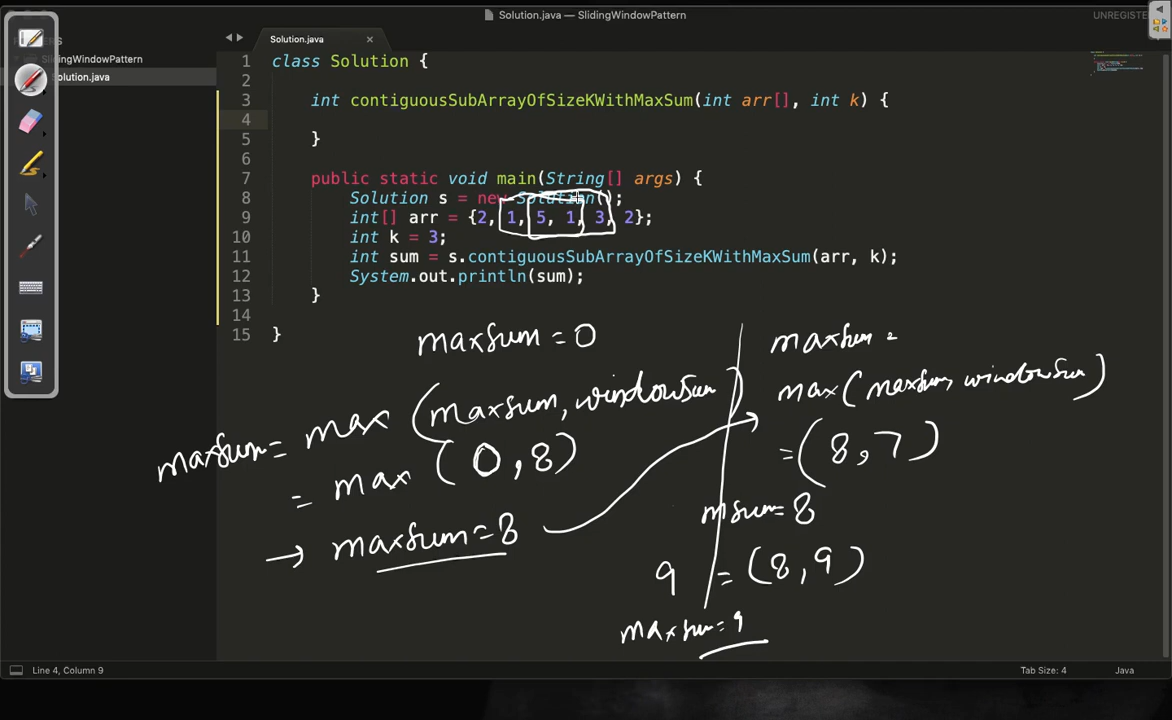 Solution.java — SlidingWindowPattern
UNREGISTE
ERS
SlidingWindowPattern
Solution.java
Solution.java ×
1 class Solution {
2
3 int contiguousSubArrayOfSizeKWithMaxSum(int arr[], int k) {
4
5 }
6
7 public static void main(String[] args) {
8 Solution s = new Solution();
9 int[] arr = {2, 1, 5, 1, 3, 2};
10 int k = 3;
11 int sum = s.contiguousSubArrayOfSizeKWithMaxSum(arr, k);
12 System.out.println(sum);
13 }
14
15 }
maxSum = 0
maxSum = max (maxSum, windowSum)
= max (0, 8)
→ maxSum = 8
maxSum =
max (maxSum, windowSum)
= (8, 7)
mSum = 8
9 = (8, 9)
maxSum = 9
Line 4, Column 9
Tab Size: 4
Java